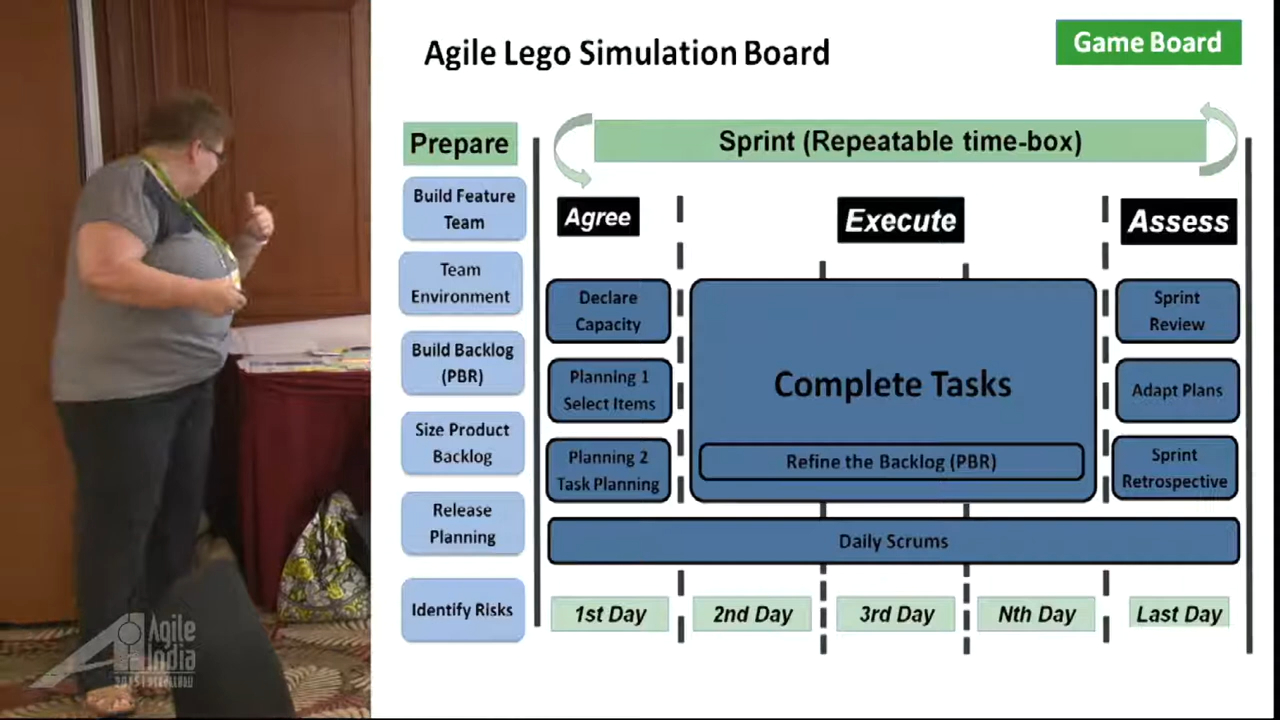 Agile Lego Simulation Board
Game Board
Prepare
Sprint (Repeatable time-box)
Build Feature
Team
Team
Environment
Build Backlog
(PBR)
Size Product
Backlog
Release
Planning
Identify Risks
Agree
Execute
Assess
Declare
Capacity
Planning 1
Select Items
Planning 2
Task Planning
Complete Tasks
Refine the Backlog (PBR)
Sprint
Review
Adapt Plans
Sprint
Retrospective
Daily Scrums
1st Day
2nd Day
3rd Day
Nth Day
Last Day
Agile
India